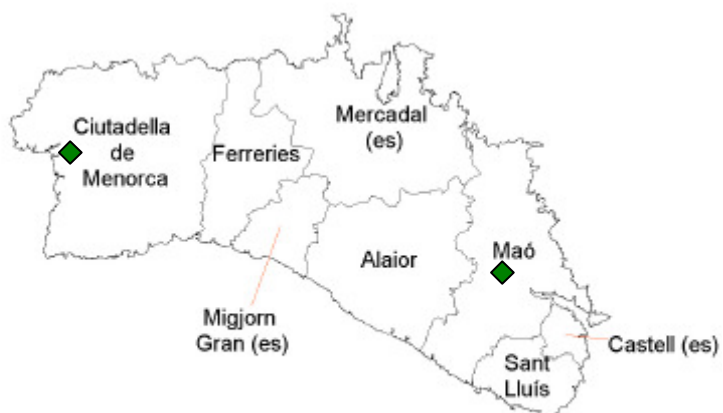 Ciutadella
de
Menorca
Ferreries
Mercadal
(es)
Migjorn
Gran (es)
Alaior
Maó
Sant
Lluís
Castell (es)